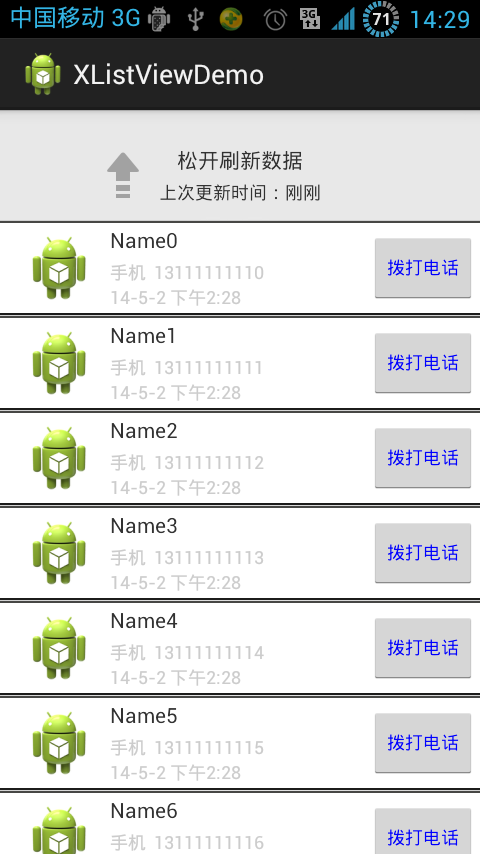 中国移动 3G 3G 71 14:29
XListViewDemo
松开刷新数据
上次更新时间：刚刚
Name0
手机 13111111110
14-5-2 下午2:28
拨打电话
Name1
手机 13111111111
14-5-2 下午2:28
拨打电话
Name2
手机 13111111112
14-5-2 下午2:28
拨打电话
Name3
手机 13111111113
14-5-2 下午2:28
拨打电话
Name4
手机 13111111114
14-5-2 下午2:28
拨打电话
Name5
手机 13111111115
14-5-2 下午2:28
拨打电话
Name6
手机 13111111116
拨打电话